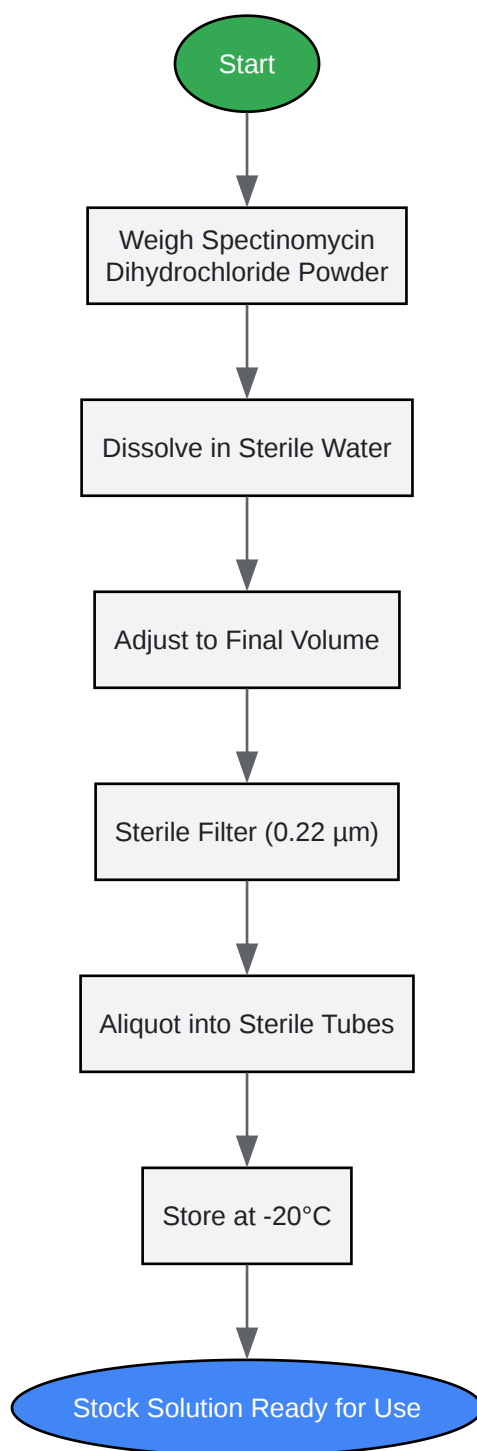 Start
Weigh Spectinomycin
Dihydrochloride Powder
Dissolve in Sterile Water
Adjust to Final Volume
Sterile Filter (0.22 µm)
Aliquot into Sterile Tubes
Store at -20°C
Stock Solution Ready for Use